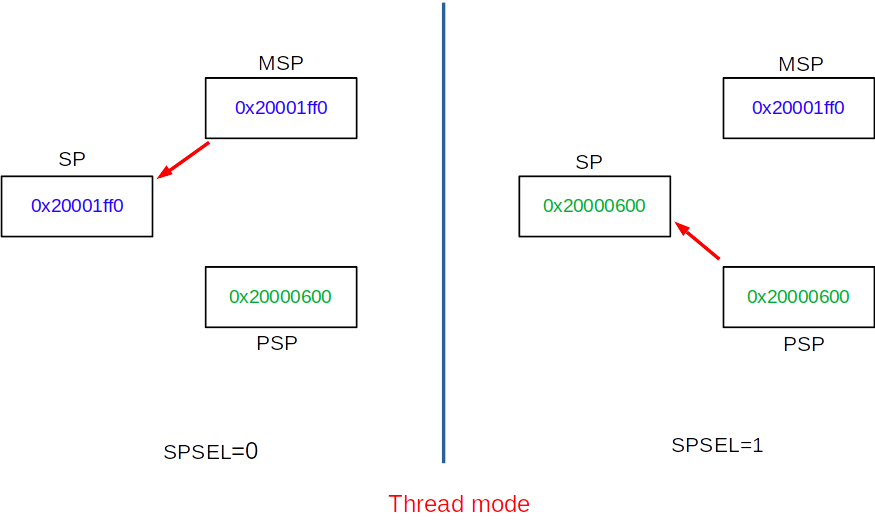 MSP
0x20001ff0
SP
0x20001ff0
0x20000600
PSP
SPSEL=0
MSP
0x20001ff0
SP
0x20000600
0x20000600
PSP
SPSEL=1
Thread mode